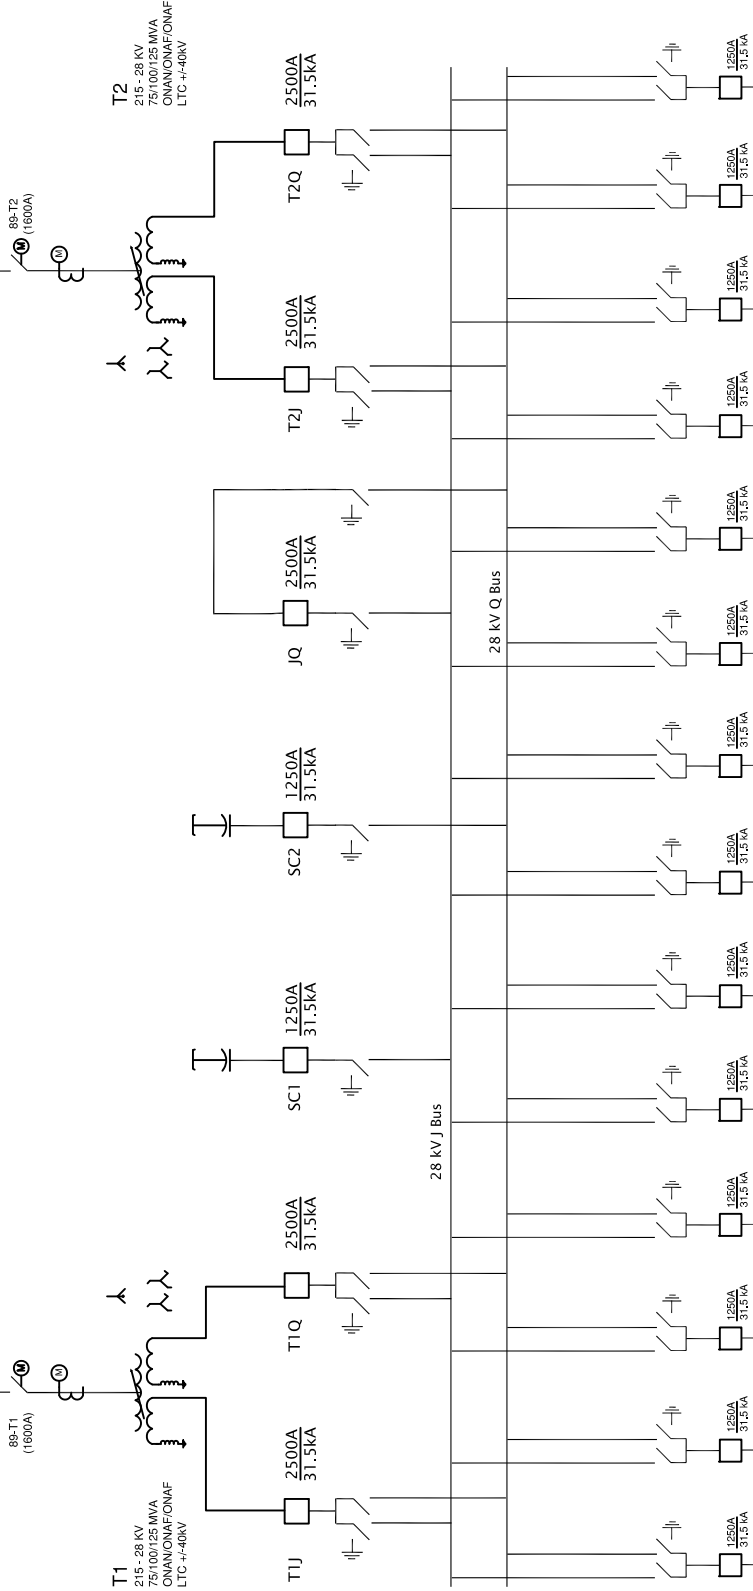 T1
215 - 28 KV
75/100/125 MVA
ONAN/ONAF/ONAF
LTC +/-40kV
89-T1
(1600A)
M
M
89-T2
(1600A)
M
M
T2
215 - 28 KV
75/100/125 MVA
ONAN/ONAF/ONAF
LTC +/-40kV
T1J
2500A
31.5kA
T1Q
2500A
31.5kA
SC1
1250A
31.5kA
SC2
1250A
31.5kA
JQ
2500A
31.5kA
T2J
2500A
31.5kA
T2Q
2500A
31.5kA
28 kV J Bus
28 kV Q Bus
1250A
31.5 kA
1250A
31.5 kA
1250A
31.5 kA
1250A
31.5 kA
1250A
31.5 kA
1250A
31.5 kA
1250A
31.5 kA
1250A
31.5 kA
1250A
31.5 kA
1250A
31.5 kA
1250A
31.5 kA
1250A
31.5 kA
1250A
31.5 kA
1250A
31.5 kA